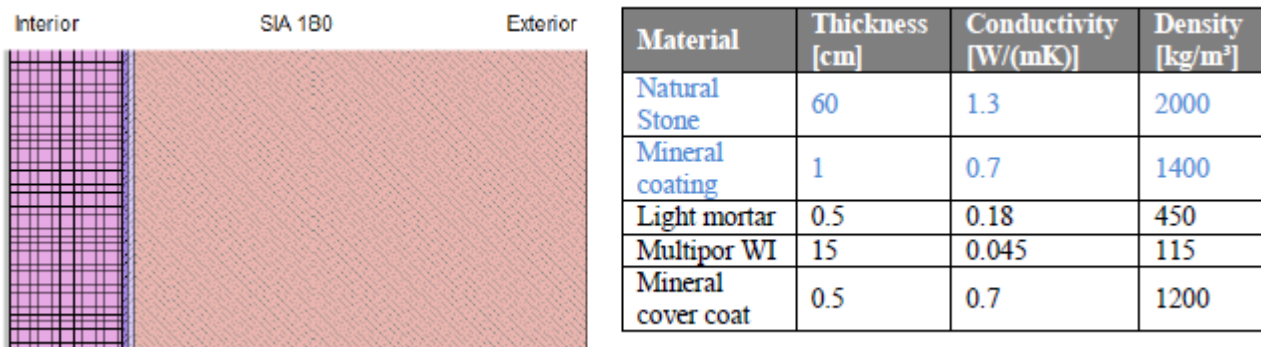 Interior SIA 180 Exterior
Material Thickness [cm] Conductivity [W/(mK)] Density [kg/m³]
Natural Stone 60 1.3 2000
Mineral coating 1 0.7 1400
Light mortar 0.5 0.18 450
Multipor WI 15 0.045 115
Mineral cover coat 0.5 0.7 1200